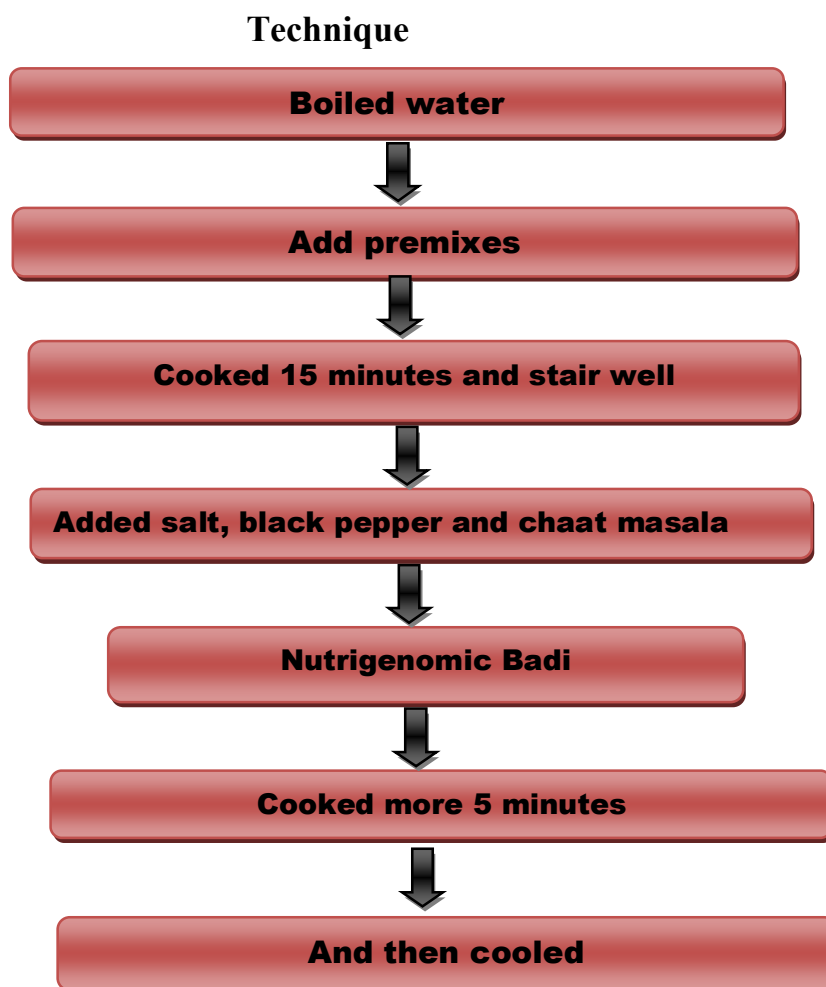 Technique
Boiled water
Add premixes
Cooked 15 minutes and stair well
Added salt, black pepper and chaat masala
Nutrigenomic Badi
Cooked more 5 minutes
And then cooled